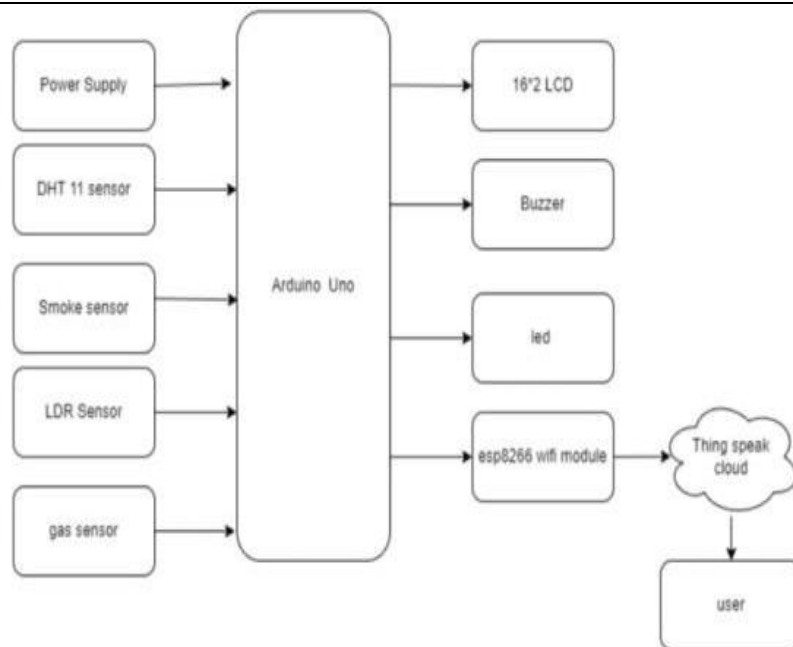 Power Supply
DHT 11 sensor
Smoke sensor
LDR Sensor
gas sensor
Arduino Uno
16*2 LCD
Buzzer
led
esp8266 wifi module
Thing speak
cloud
user